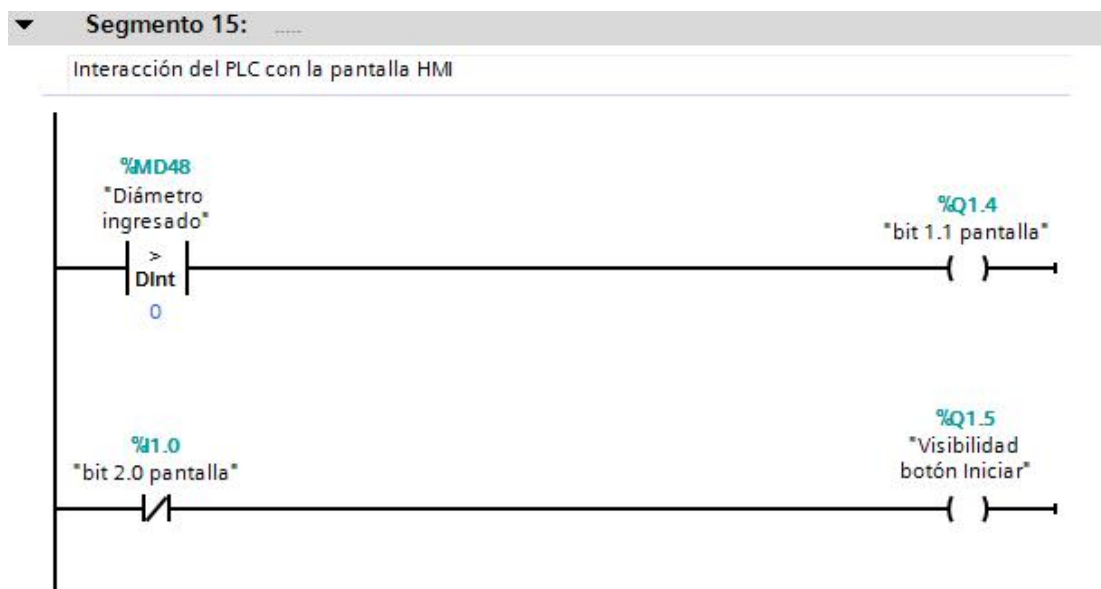 Segmento 15: .....
Interacción del PLC con la pantalla HMI
%MD48
"Diámetro
ingresado"
>
DInt
0
%Q1.4
"bit 1.1 pantalla"
%I1.0
"bit 2.0 pantalla"
%Q1.5
"Visibilidad
botón Iniciar"